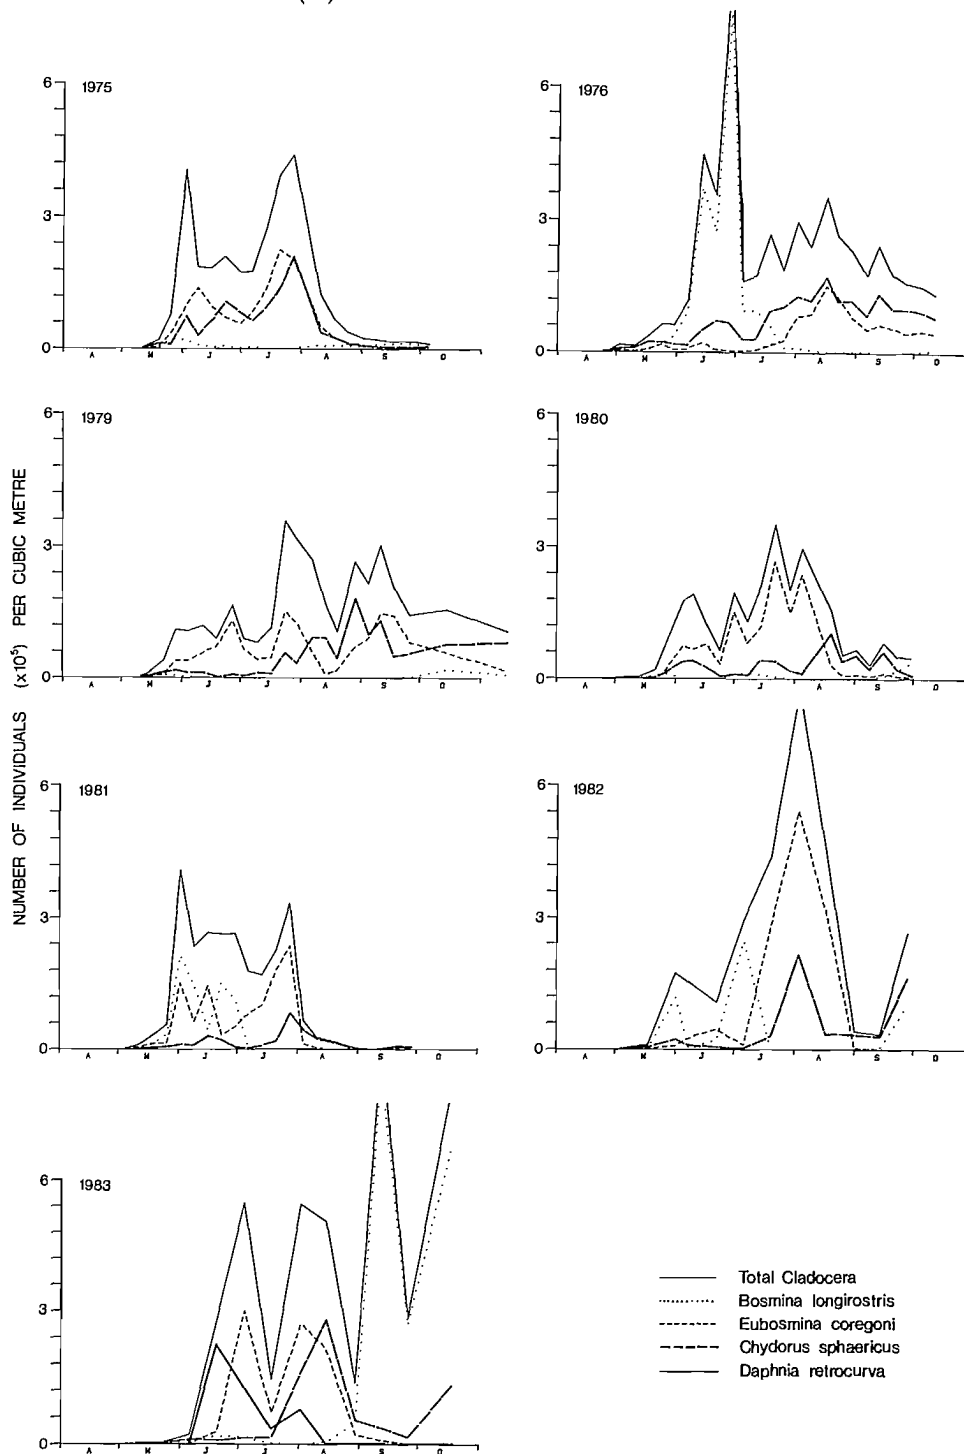 6 1975
3
0
A M J J A S O
6 1976
3
0
A M J J A S O
6 1979
3
0
A M J J A S O
6 1980
3
0
A M J J A S O
NUMBER OF INDIVIDUALS (x10⁵) PER CUBIC METRE
6 1981
3
0
A M J J A S O
6 1982
3
0
A M J J A S O
6 1983
3
0
A M J J A S O
Total Cladocera
Bosmina longirostris
Eubosmina coregoni
Chydorus sphaericus
Daphnia retrocurva